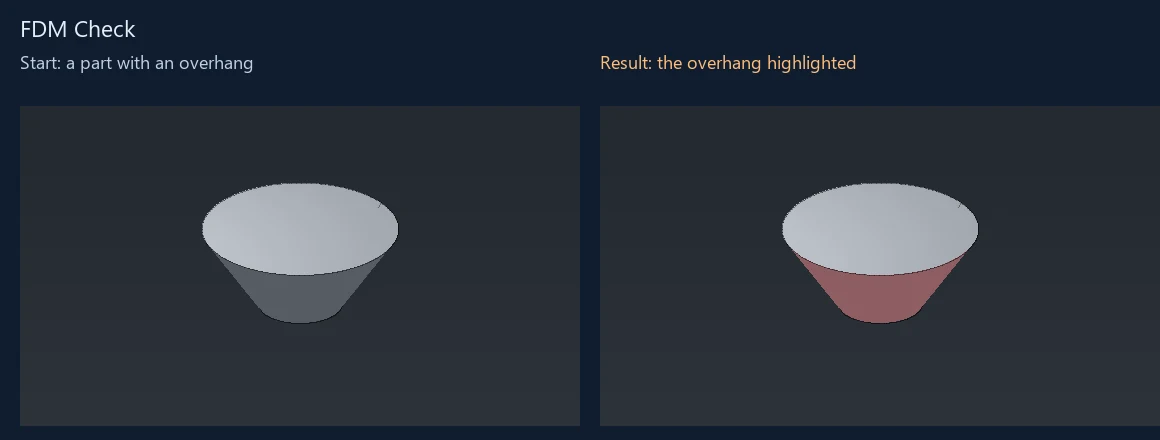 FDM Check
Start: a part with an overhang
Result: the overhang highlighted